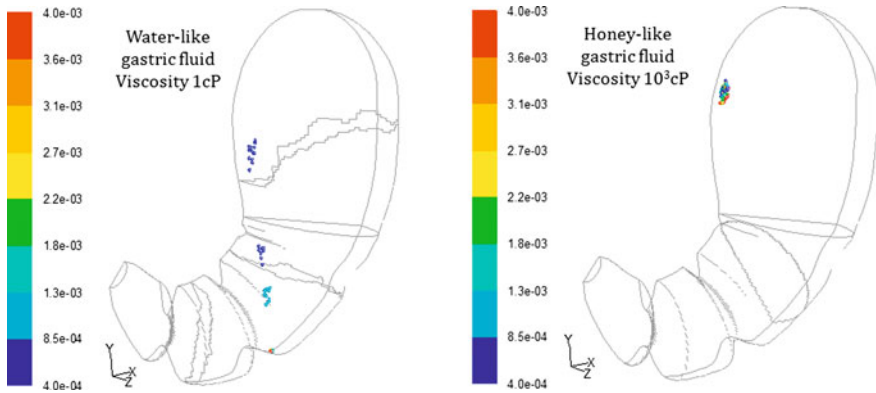 4.0e-03
3.6e-03
3.1e-03
2.7e-03
2.2e-03
1.8e-03
1.3e-03
8.5e-04
4.0e-04
Water-like
gastric fluid
Viscosity 1cP
Y
X
Z
4.0e-03
3.6e-03
3.1e-03
2.7e-03
2.2e-03
1.8e-03
1.3e-03
8.5e-04
4.0e-04
Honey-like
gastric fluid
Viscosity 10³cP
Y
X
Z